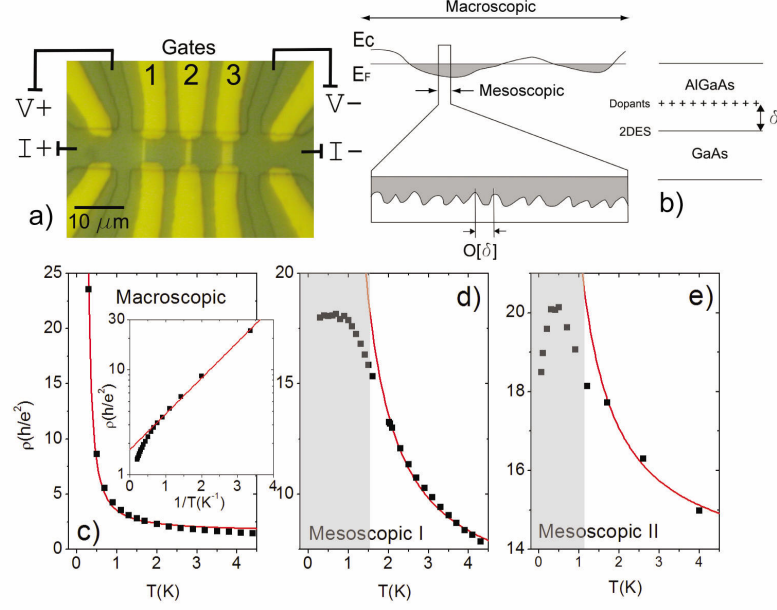 Gates
1 2 3
V+
V−
I+
I−
a)
10 μm
Macroscopic
Ec
EF
Mesoscopic
O[δ]
AlGaAs
Dopants
+ + + + + + + +
δ
2DES
GaAs
b)
Macroscopic
ρ(h/e²)
25
20
15
10
5
0
0 1 2 3 4
T(K)
c)
ρ(h/e²)
30
10
1
0 1 2 3 4
1/T(K⁻¹)
d)
20
10
0 1 2 3 4
T(K)
Mesoscopic I
e)
20
18
16
14
0 1 2 3 4
T(K)
Mesoscopic II